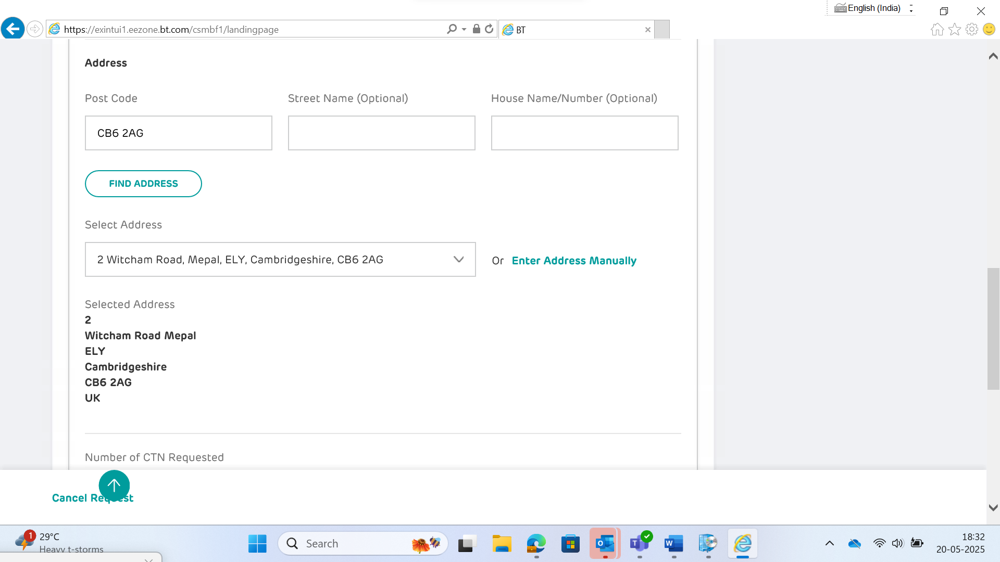 English (India)
https://exintui1.eezone.bt.com/csmbf1/landingpage
BT
Address
Post Code
Street Name (Optional)
House Name/Number (Optional)
CB6 2AG
FIND ADDRESS
Select Address
2 Witcham Road, Mepal, ELY, Cambridgeshire, CB6 2AG
Or Enter Address Manually
Selected Address
2
Witcham Road Mepal
ELY
Cambridgeshire
CB6 2AG
UK
Number of CTN Requested
Cancel Request
1
29°C
Heavy t-storms
Search
18:32
20-05-2025